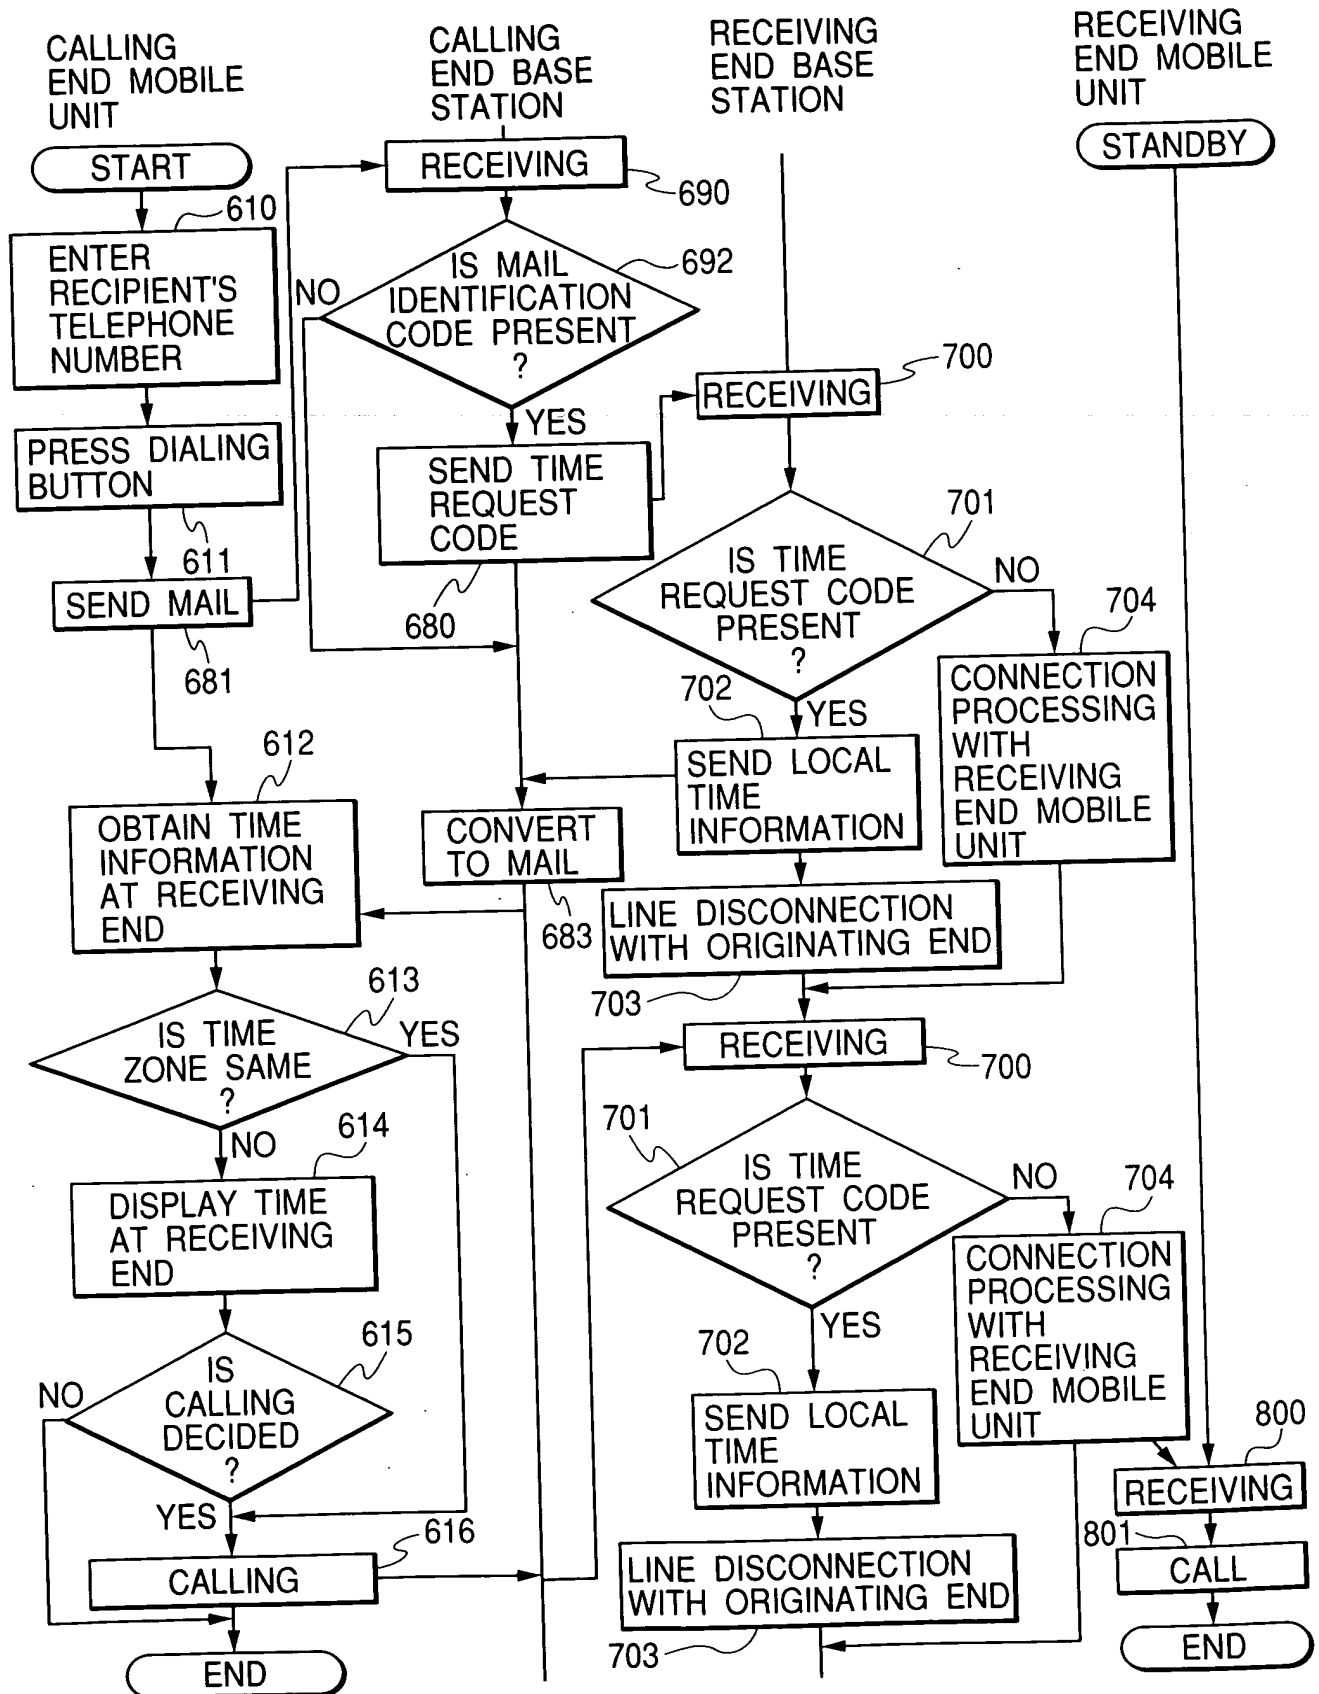 CALLING
END MOBILE
UNIT
START
610
ENTER
RECIPIENT'S
TELEPHONE
NUMBER
PRESS DIALING
BUTTON
611
SEND MAIL
681
612
OBTAIN TIME
INFORMATION
AT RECEIVING
END
613
IS TIME
ZONE SAME
?
YES
NO
614
DISPLAY TIME
AT RECEIVING
END
615
IS
CALLING
DECIDED
?
NO
YES
616
CALLING
END
CALLING
END BASE
STATION
RECEIVING
690
692
IS MAIL
IDENTIFICATION
CODE PRESENT
?
NO
YES
SEND TIME
REQUEST
CODE
680
CONVERT
TO MAIL
683
RECEIVING
END BASE
STATION
700
RECEIVING
701
IS TIME
REQUEST CODE
PRESENT
?
NO
YES
704
CONNECTION
PROCESSING
WITH
RECEIVING
END MOBILE
UNIT
702
SEND LOCAL
TIME
INFORMATION
LINE DISCONNECTION
WITH ORIGINATING END
703
RECEIVING
700
701
IS TIME
REQUEST CODE
PRESENT
?
NO
YES
704
CONNECTION
PROCESSING
WITH
RECEIVING
END MOBILE
UNIT
702
SEND LOCAL
TIME
INFORMATION
LINE DISCONNECTION
WITH ORIGINATING END
703
RECEIVING
END MOBILE
UNIT
STANDBY
800
RECEIVING
801
CALL
END